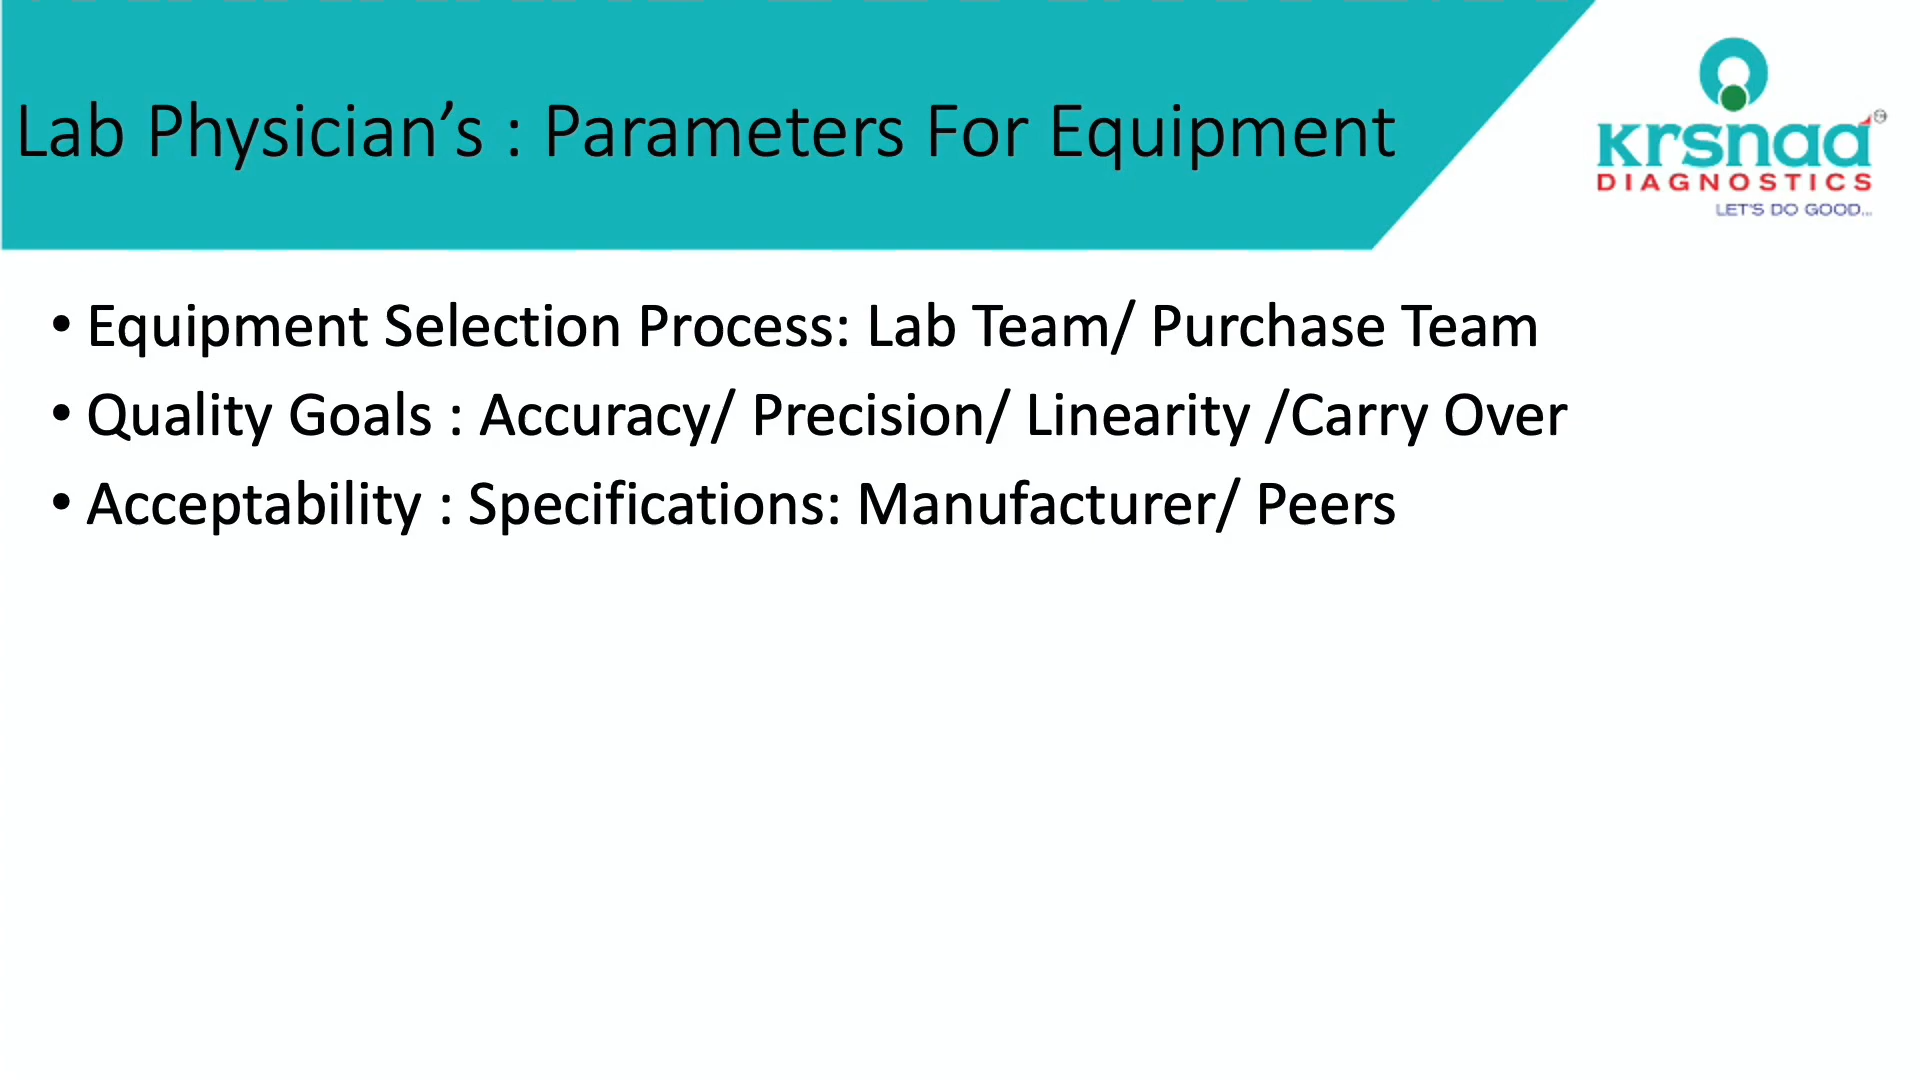 Lab Physician’s : Parameters For Equipment
krsnaa
DIAGNOSTICS
LET'S DO GOOD...
• Equipment Selection Process: Lab Team/ Purchase Team
• Quality Goals : Accuracy/ Precision/ Linearity /Carry Over
• Acceptability : Specifications: Manufacturer/ Peers